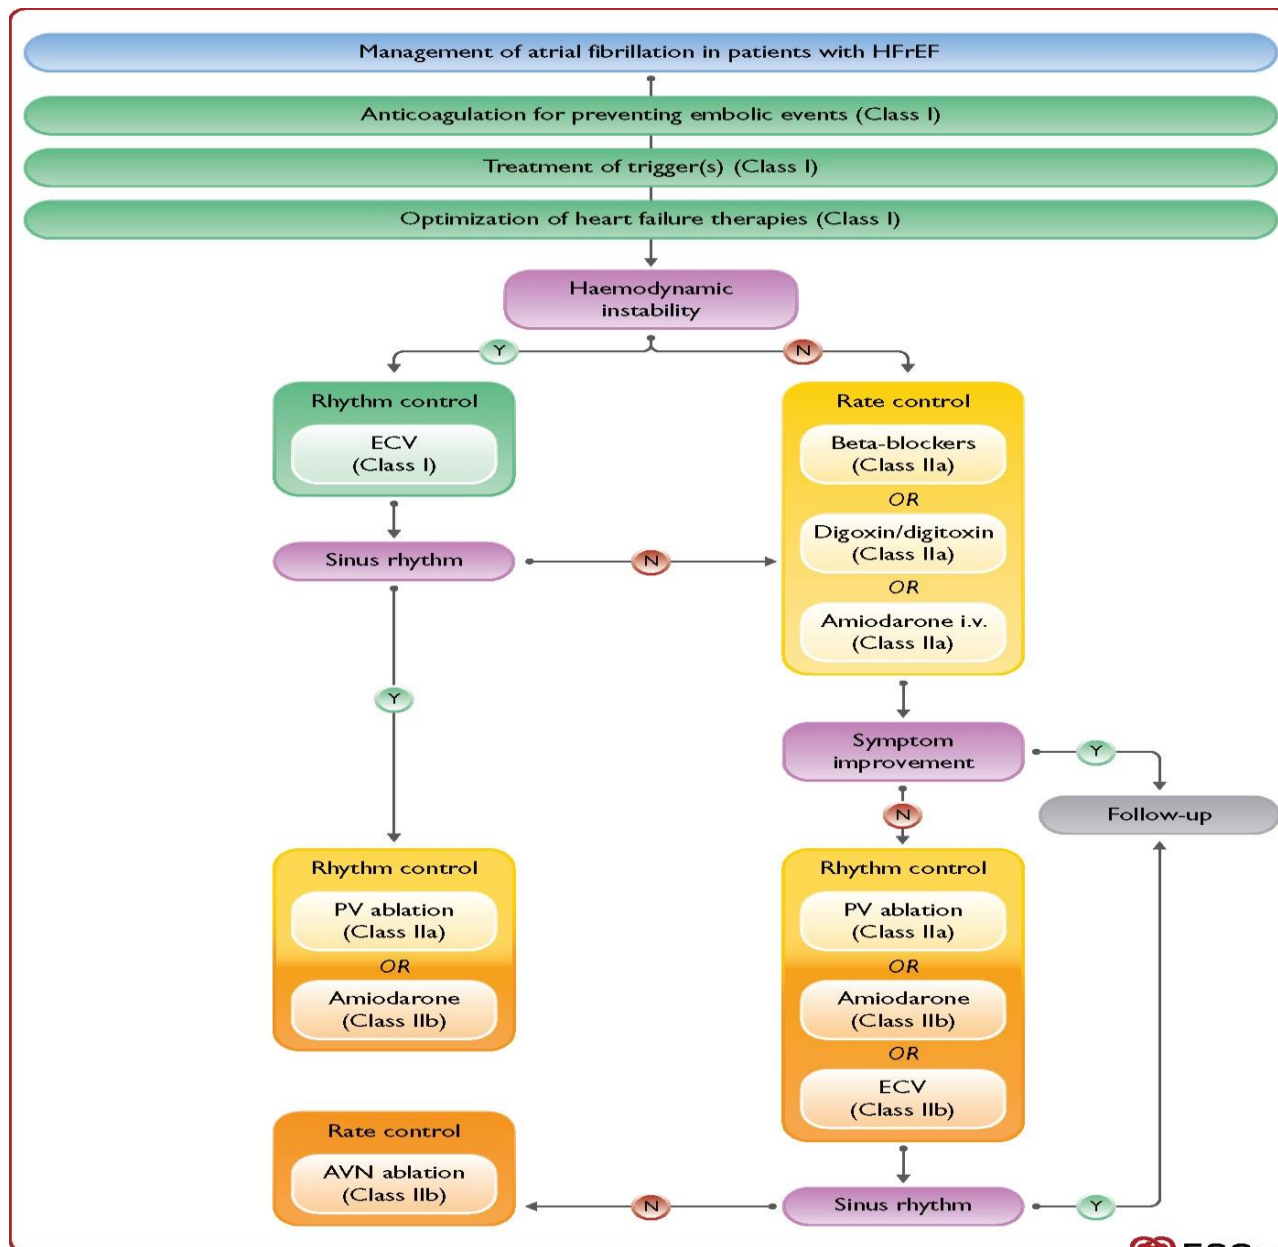 Management of atrial fibrillation in patients with HFrEF
Anticoagulation for preventing embolic events (Class I)
Treatment of trigger(s) (Class I)
Optimization of heart failure therapies (Class I)
Haemodynamic
instability
Y
N
Rhythm control
ECV
(Class I)
Sinus rhythm
N
Rate control
Beta-blockers
(Class IIa)
OR
Digoxin/digitoxin
(Class IIa)
OR
Amiodarone i.v.
(Class IIa)
Y
Symptom
improvement
Y
N
Follow-up
Rhythm control
PV ablation
(Class IIa)
OR
Amiodarone
(Class IIb)
Rhythm control
PV ablation
(Class IIa)
OR
Amiodarone
(Class IIb)
OR
ECV
(Class IIb)
Rate control
AVN ablation
(Class IIb)
N
Sinus rhythm
Y